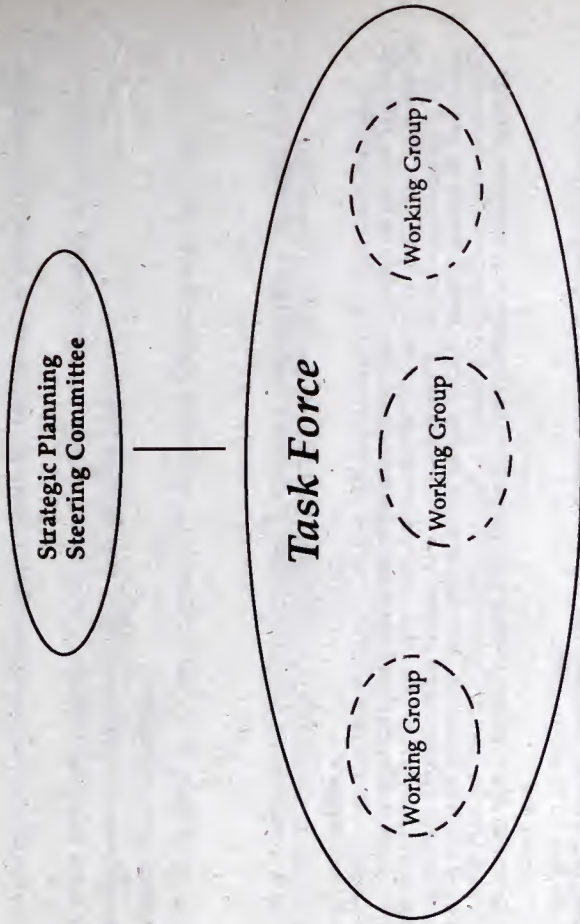 Strategic Planning
Steering Committee
Task Force
Working Group
Working Group
Working Group